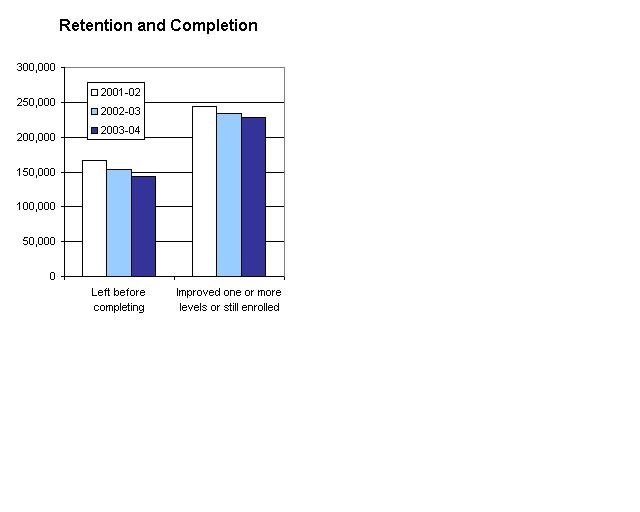 Retention and Completion
300,000
250,000
200,000
150,000
100,000
50,000
0
2001-02
2002-03
2003-04
Left before
completing
Improved one or more
levels or still enrolled